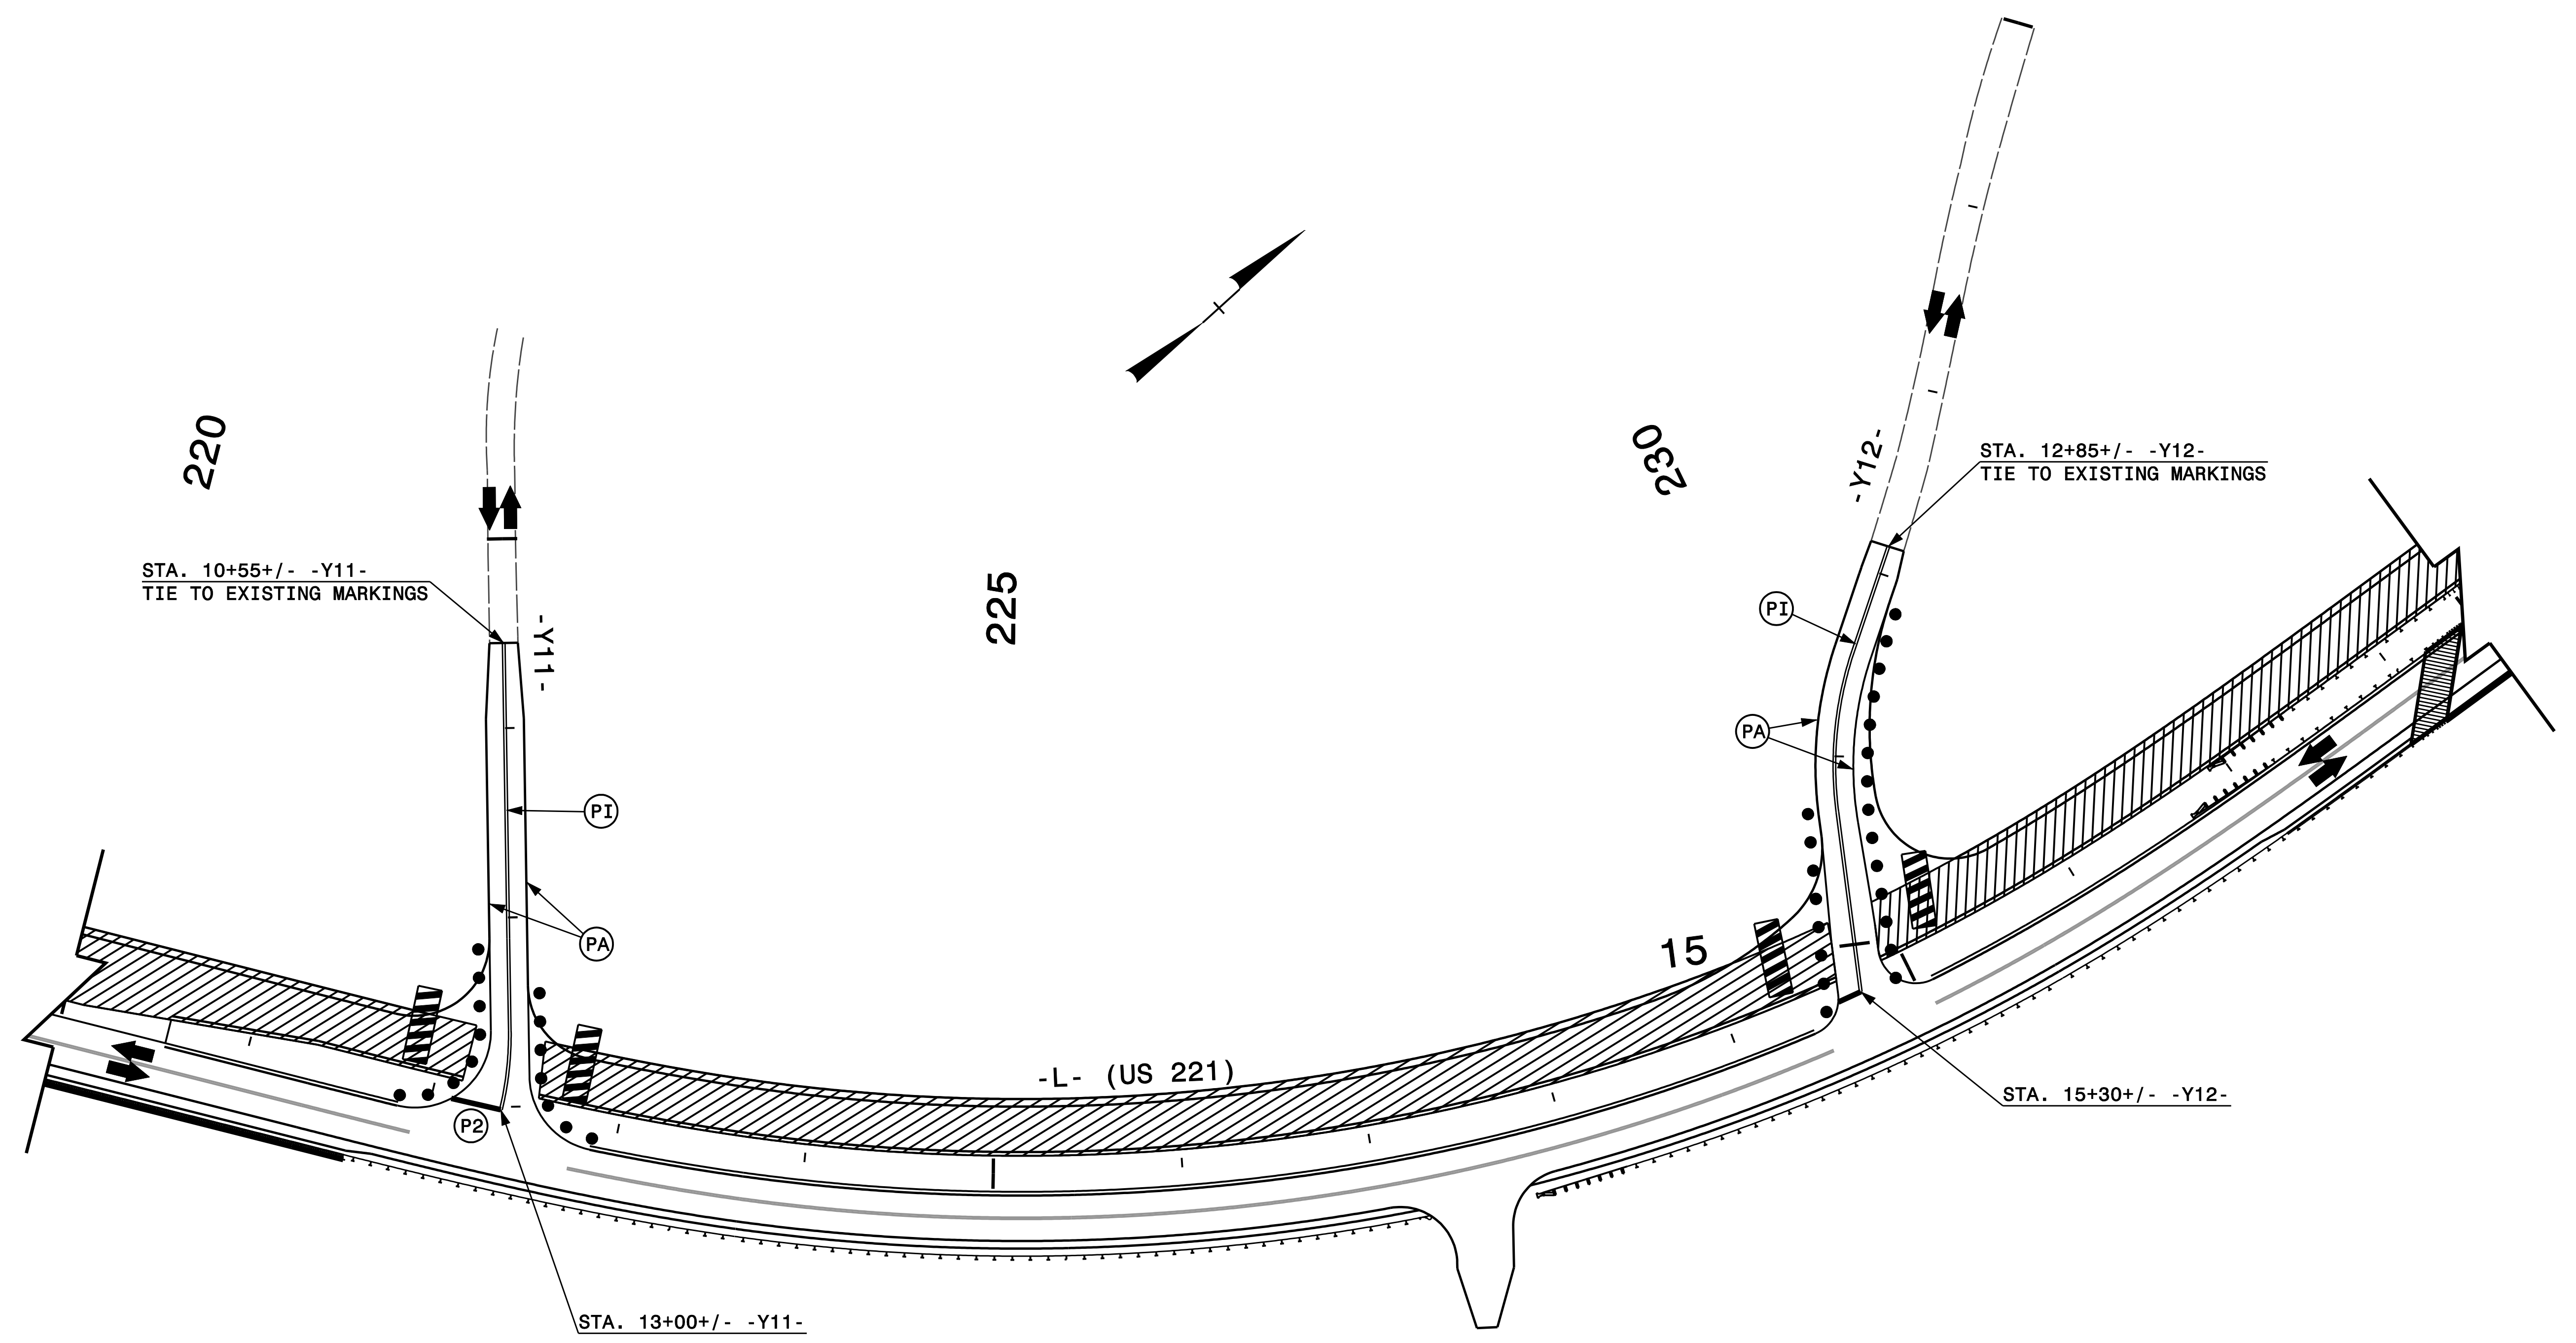 220
230
-Y12-
STA. 12+85+/- -Y12-
TIE TO EXISTING MARKINGS
STA. 10+55+/- -Y11-
TIE TO EXISTING MARKINGS
-Y11-
225
PI
PA
PI
PA
15
-L- (US 221)
P2
STA. 15+30+/- -Y12-
STA. 13+00+/- -Y11-